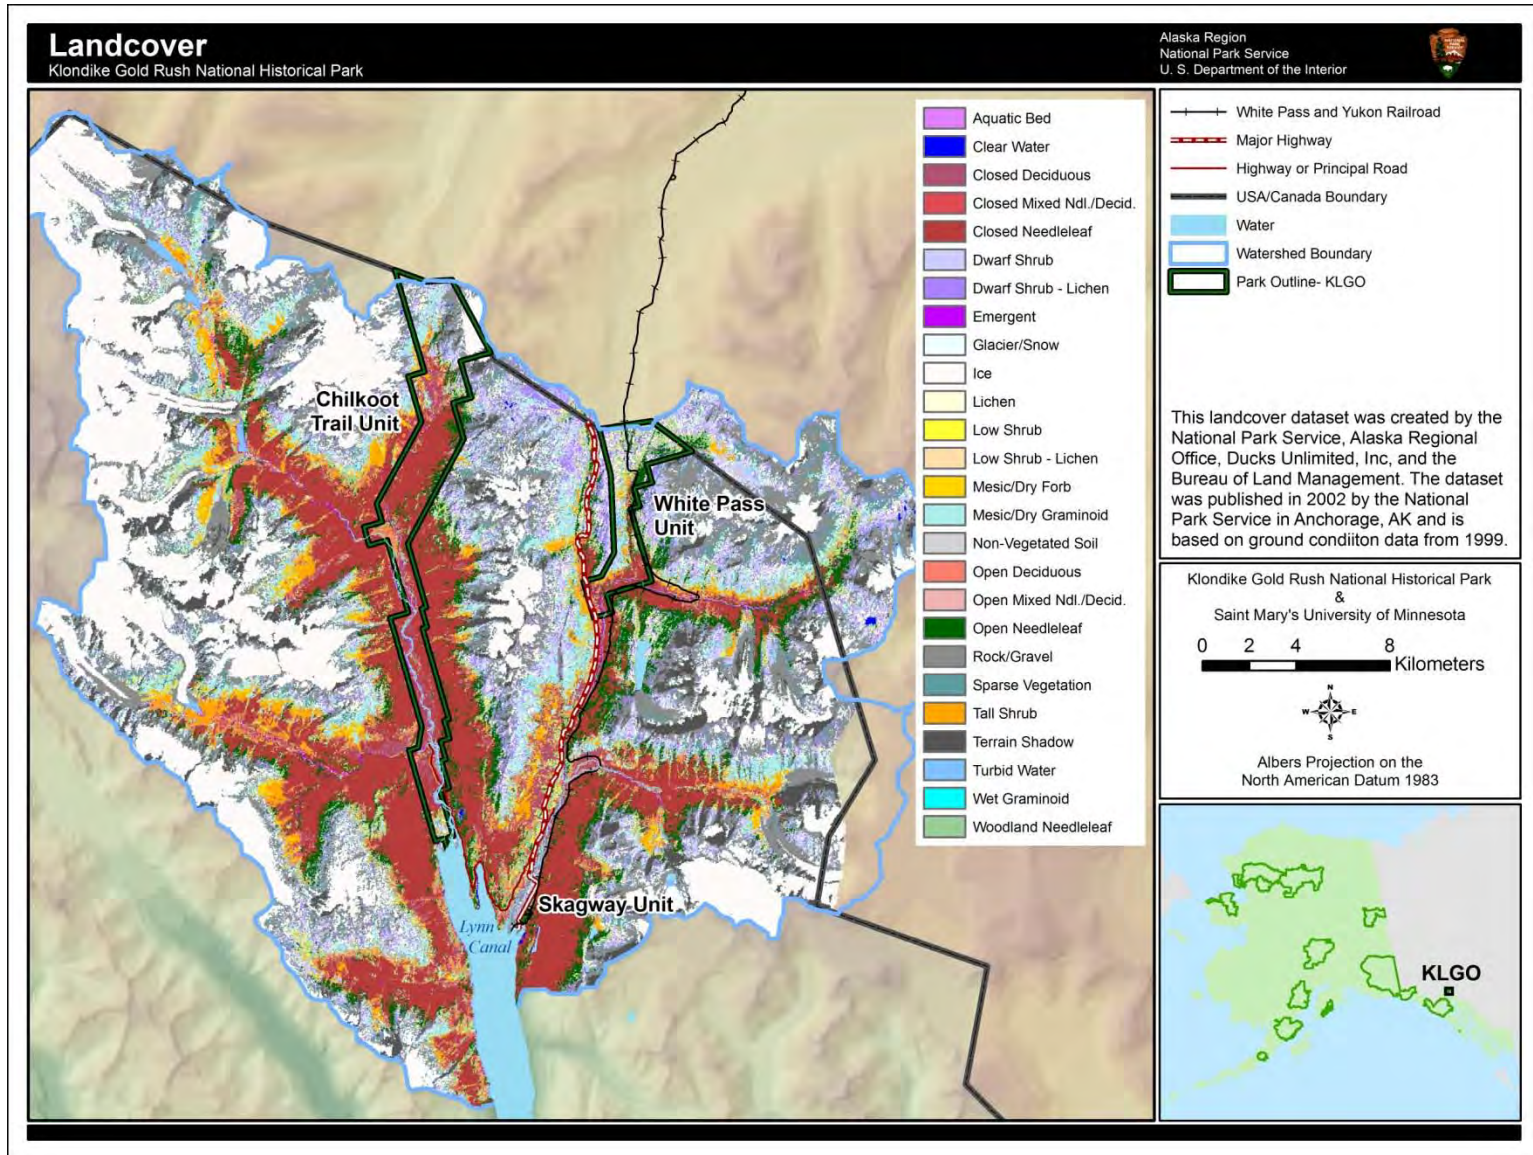 Landcover
Klondike Gold Rush National Historical Park
Alaska Region
National Park Service
U. S. Department of the Interior
Chilkoot
Trail Unit
White Pass
Unit
Skagway Unit
Lynn
Canal
Aquatic Bed
Clear Water
Closed Deciduous
Closed Mixed Ndl./Decid.
Closed Needleleaf
Dwarf Shrub
Dwarf Shrub - Lichen
Emergent
Glacier/Snow
Ice
Lichen
Low Shrub
Low Shrub - Lichen
Mesic/Dry Forb
Mesic/Dry Graminoid
Non-Vegetated Soil
Open Deciduous
Open Mixed Ndl./Decid.
Open Needleleaf
Rock/Gravel
Sparse Vegetation
Tall Shrub
Terrain Shadow
Turbid Water
Wet Graminoid
Woodland Needleleaf
White Pass and Yukon Railroad
Major Highway
Highway or Principal Road
USA/Canada Boundary
Water
Watershed Boundary
Park Outline- KLGO
This landcover dataset was created by the
National Park Service, Alaska Regional
Office, Ducks Unlimited, Inc, and the
Bureau of Land Management. The dataset
was published in 2002 by the National
Park Service in Anchorage, AK and is
based on ground condiiton data from 1999.
Klondike Gold Rush National Historical Park
&
Saint Mary's University of Minnesota
0 2 4 8
Kilometers
N
W E
S
Albers Projection on the
North American Datum 1983
KLGO